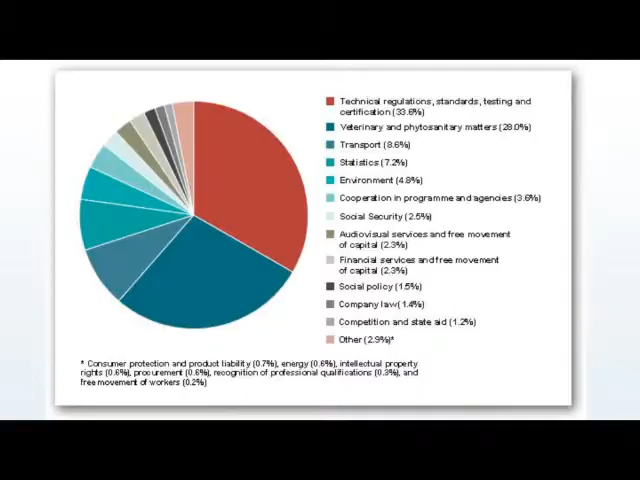 Technical regulations, standards, testing and
certification (33.6%)
Veterinary and phytosanitary matters (28.0%)
Transport (8.6%)
Statistics (7.2%)
Environment (4.8%)
Cooperation in programme and agencies (3.6%)
Social Security (2.5%)
Audiovisual services and free movement
of capital (2.3%)
Financial services and free movement
of capital (2.3%)
Social policy (1.5%)
Company law (1.4%)
Competition and state aid (1.2%)
Other (2.9%)*
* Consumer protection and product liability (0.7%), energy (0.6%), intellectual property
rights (0.6%), procurement (0.6%), recognition of professional qualifications (0.3%), and
free movement of workers (0.2%)